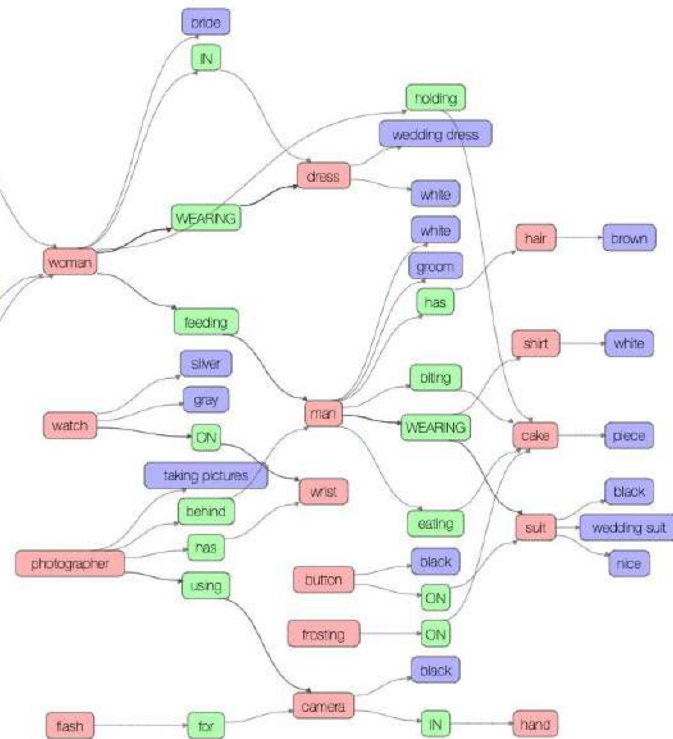 bride
IN
holding
wedding dress
dress
white
WEARING
white
hair
brown
woman
groom
has
feeding
shirt
white
silver
biting
gray
man
watch
WEARING
cake
piece
ON
taking pictures
wrist
black
behind
eating
suit
wedding suit
has
black
nice
photographer
button
using
ON
frosting
ON
black
camera
flash
for
IN
hand